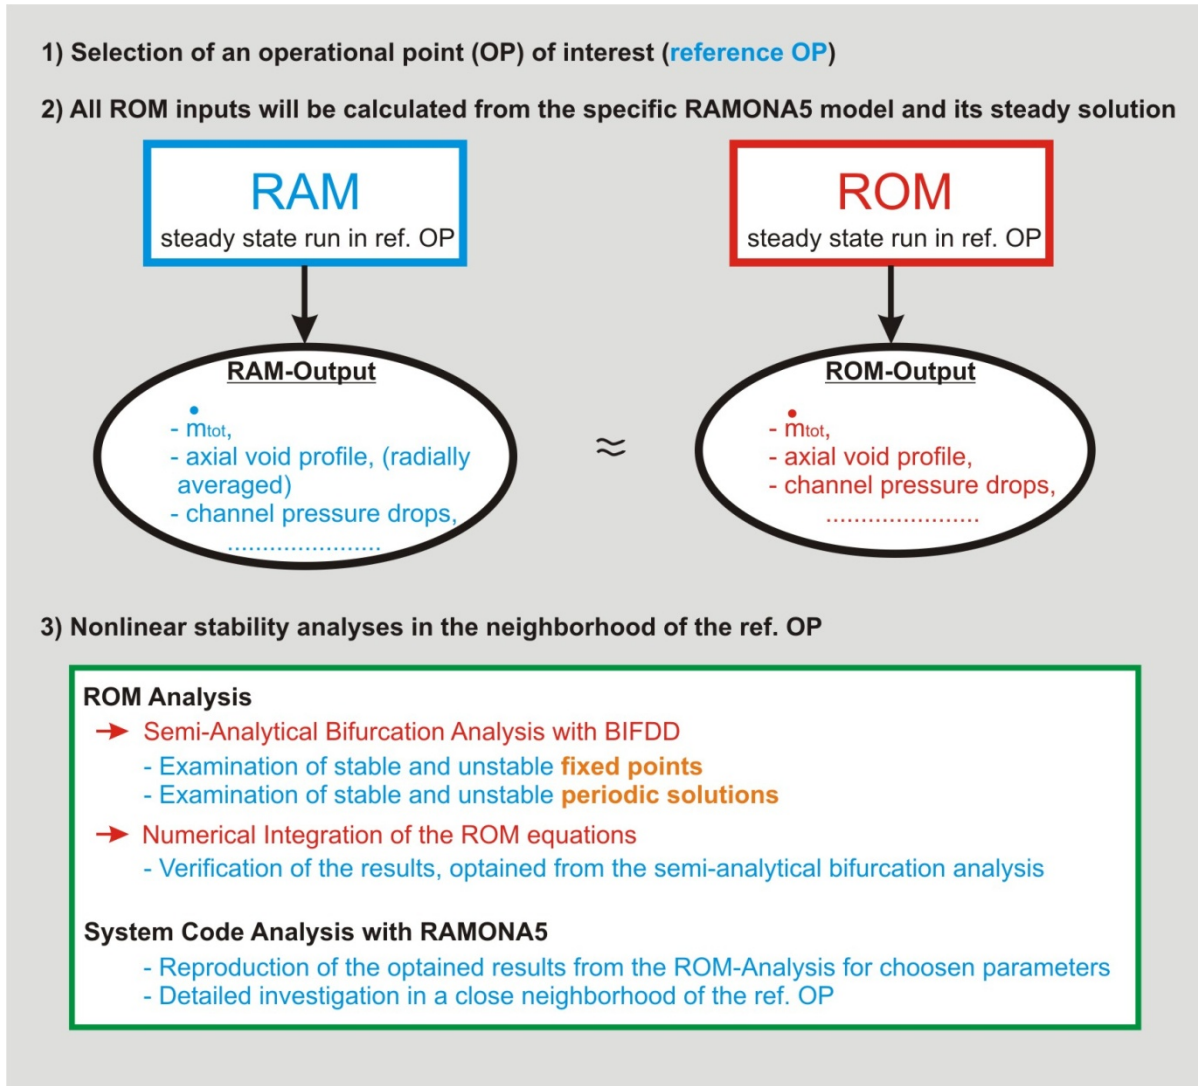 1) Selection of an operational point (OP) of interest (reference OP)
2) All ROM inputs will be calculated from the specific RAMONA5 model and its steady solution
RAM
steady state run in ref. OP
ROM
steady state run in ref. OP
RAM-Output
- ṁtot,
- axial void profile, (radially
averaged)
- channel pressure drops,
......................
≈
ROM-Output
- ṁtot,
- axial void profile,
- channel pressure drops,
......................
3) Nonlinear stability analyses in the neighborhood of the ref. OP
ROM Analysis
→ Semi-Analytical Bifurcation Analysis with BIFDD
- Examination of stable and unstable fixed points
- Examination of stable and unstable periodic solutions
→ Numerical Integration of the ROM equations
- Verification of the results, optained from the semi-analytical bifurcation analysis
System Code Analysis with RAMONA5
- Reproduction of the optained results from the ROM-Analysis for choosen parameters
- Detailed investigation in a close neighborhood of the ref. OP